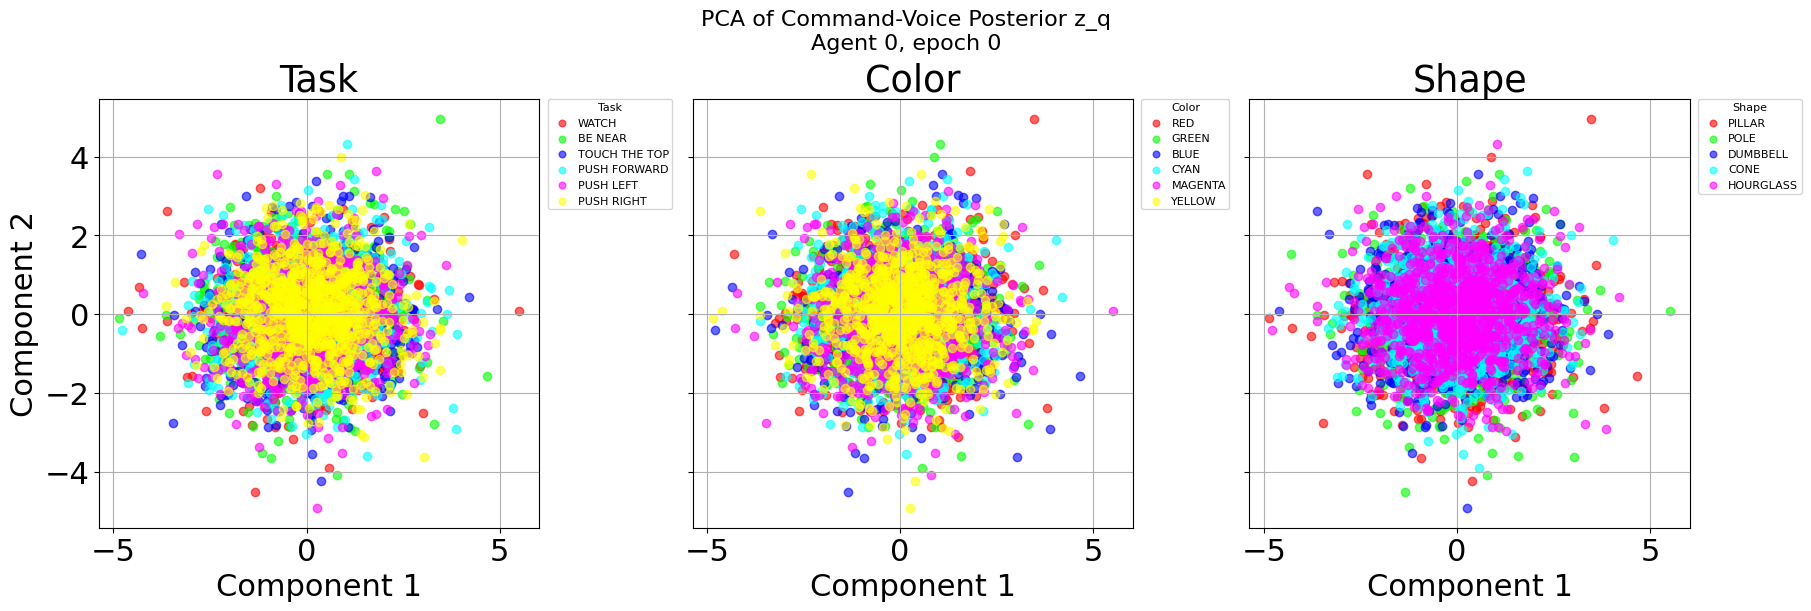 PCA of Command-Voice Posterior z_q
Agent 0, epoch 0
Task
Component 2
4
2
0
−2
−4
−5
0
5
Component 1
Task
WATCH
BE NEAR
TOUCH THE TOP
PUSH FORWARD
PUSH LEFT
PUSH RIGHT
Color
−5
0
5
Component 1
Color
RED
GREEN
BLUE
CYAN
MAGENTA
YELLOW
Shape
−5
0
5
Component 1
Shape
PILLAR
POLE
DUMBBELL
CONE
HOURGLASS